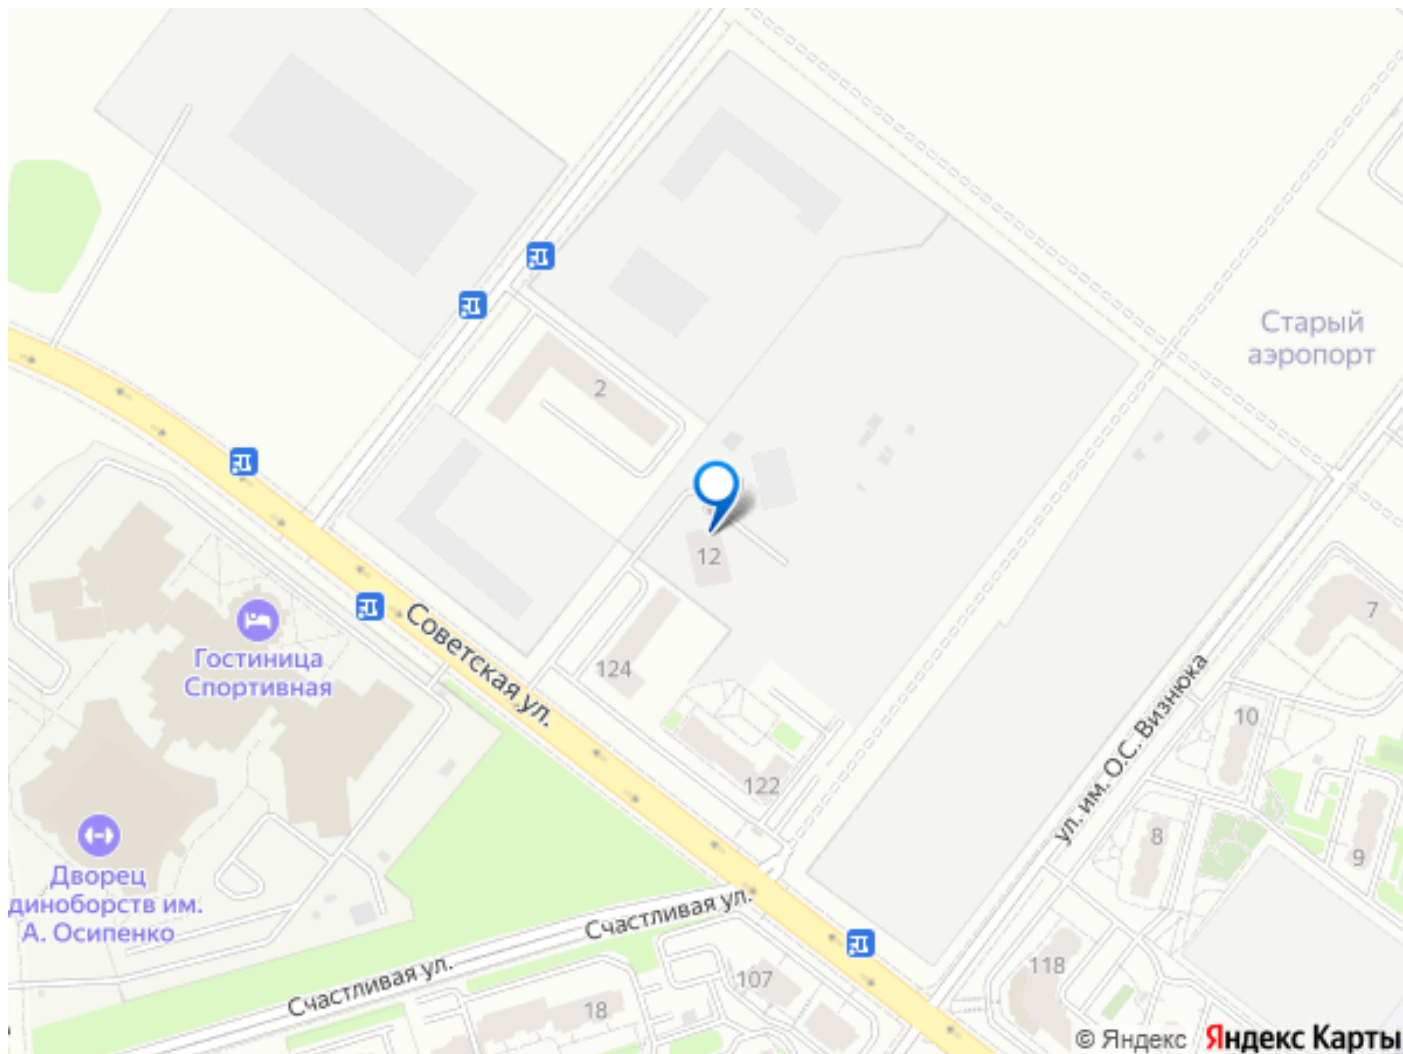 Старый
аэропорт
2
12
Советская ул.
Гостиница
Спортивная
124
7
ул. им. О.С. Визнюка
10
122
8
9
Дворец
диноборств им.
А. Осипенко
Счастливая ул.
Счастливая ул.
107
118
18
© Яндекс Яндекс Карты